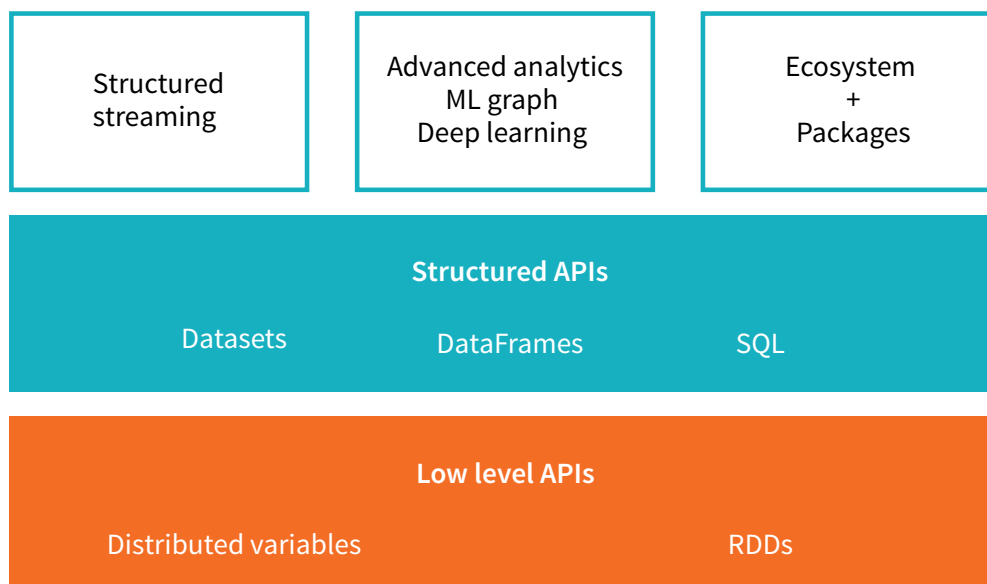 Structured
streaming
Advanced analytics
ML graph
Deep learning
Ecosystem
+
Packages
Structured APIs
Datasets
DataFrames
SQL
Low level APIs
Distributed variables
RDDs